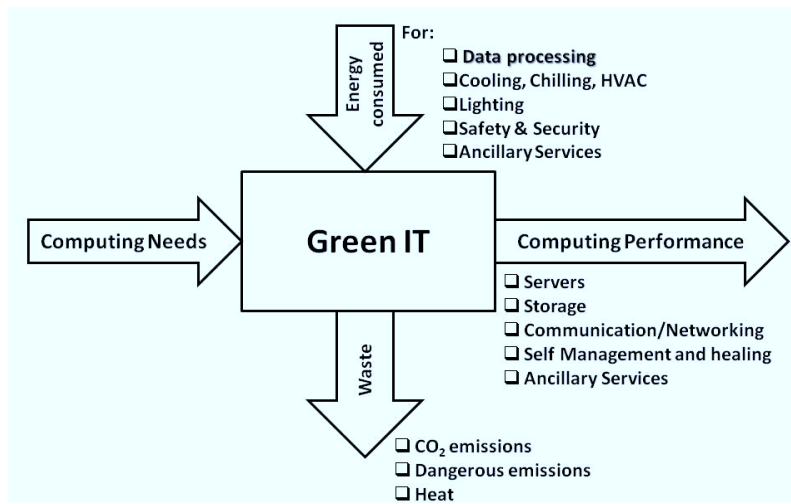 For:
Energy
consumed
❑ Data processing
❑Cooling, Chilling, HVAC
❑Lighting
❑Safety & Security
❑Ancillary Services
Computing Needs
Green IT
Computing Performance
❑ Servers
❑ Storage
❑ Communication/Networking
❑ Self Management and healing
❑ Ancillary Services
Waste
❑ CO₂ emissions
❑ Dangerous emissions
❑ Heat